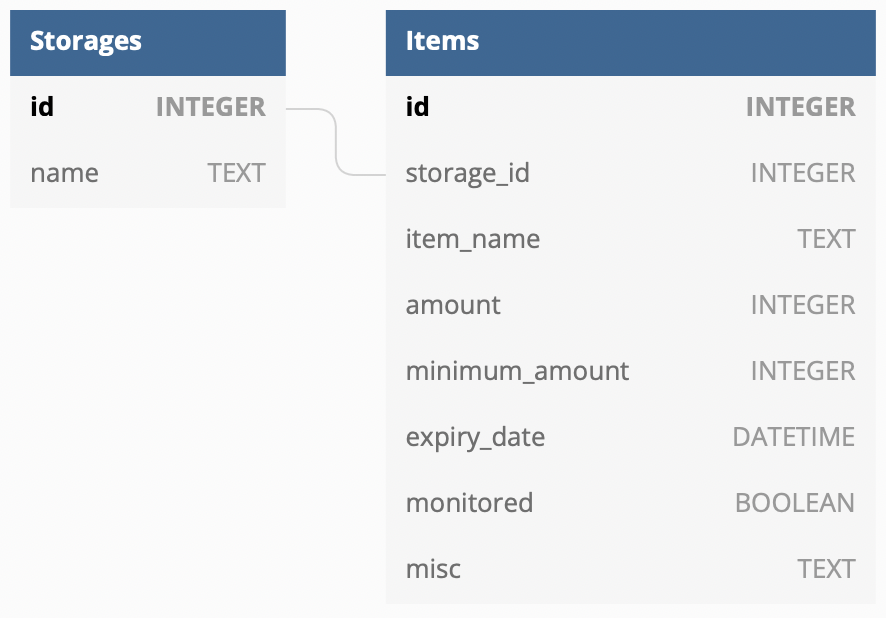 Storages
id INTEGER
name TEXT
Items
id INTEGER
storage_id INTEGER
item_name TEXT
amount INTEGER
minimum_amount INTEGER
expiry_date DATETIME
monitored BOOLEAN
misc TEXT